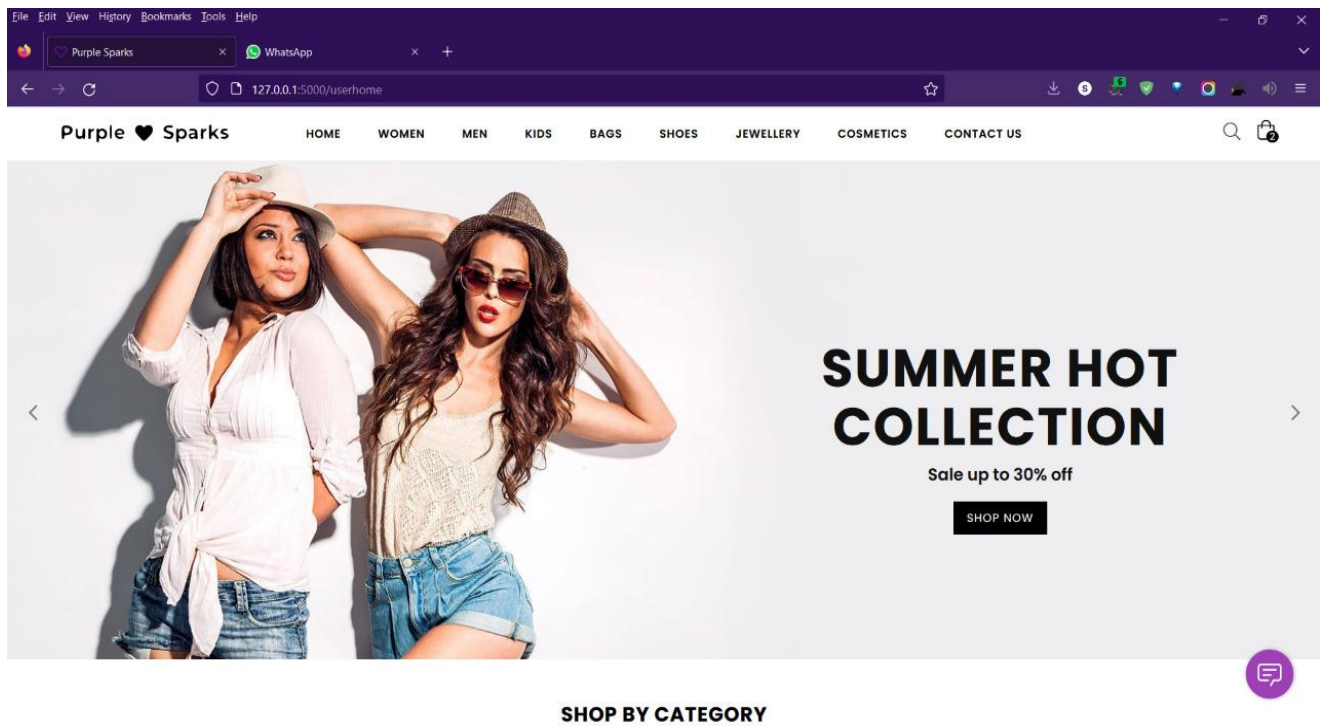 File Edit View History Bookmarks Tools Help
Purple Sparks
WhatsApp
127.0.0.1:5000/userhome
S
6
Purple Sparks
HOME WOMEN MEN KIDS BAGS SHOES JEWELLERY COSMETICS CONTACT US
2
SUMMER HOT
COLLECTION
Sale up to 30% off
SHOP NOW
SHOP BY CATEGORY